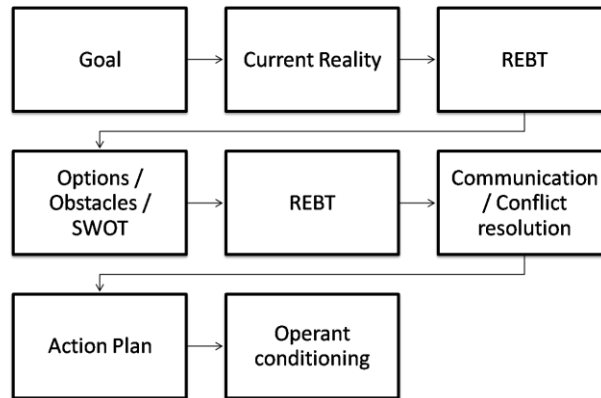 Goal
Current Reality
REBT
Options /
Obstacles /
SWOT
REBT
Communication
/ Conflict
resolution
Action Plan
Operant
conditioning